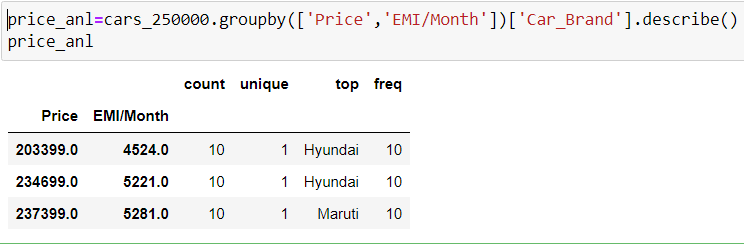 price_anl=cars_250000.groupby(['Price','EMI/Month'])['Car_Brand'].describe()
price_anl
count unique top freq
Price EMI/Month
203399.0 4524.0 10 1 Hyundai 10
234699.0 5221.0 10 1 Hyundai 10
237399.0 5281.0 10 1 Maruti 10